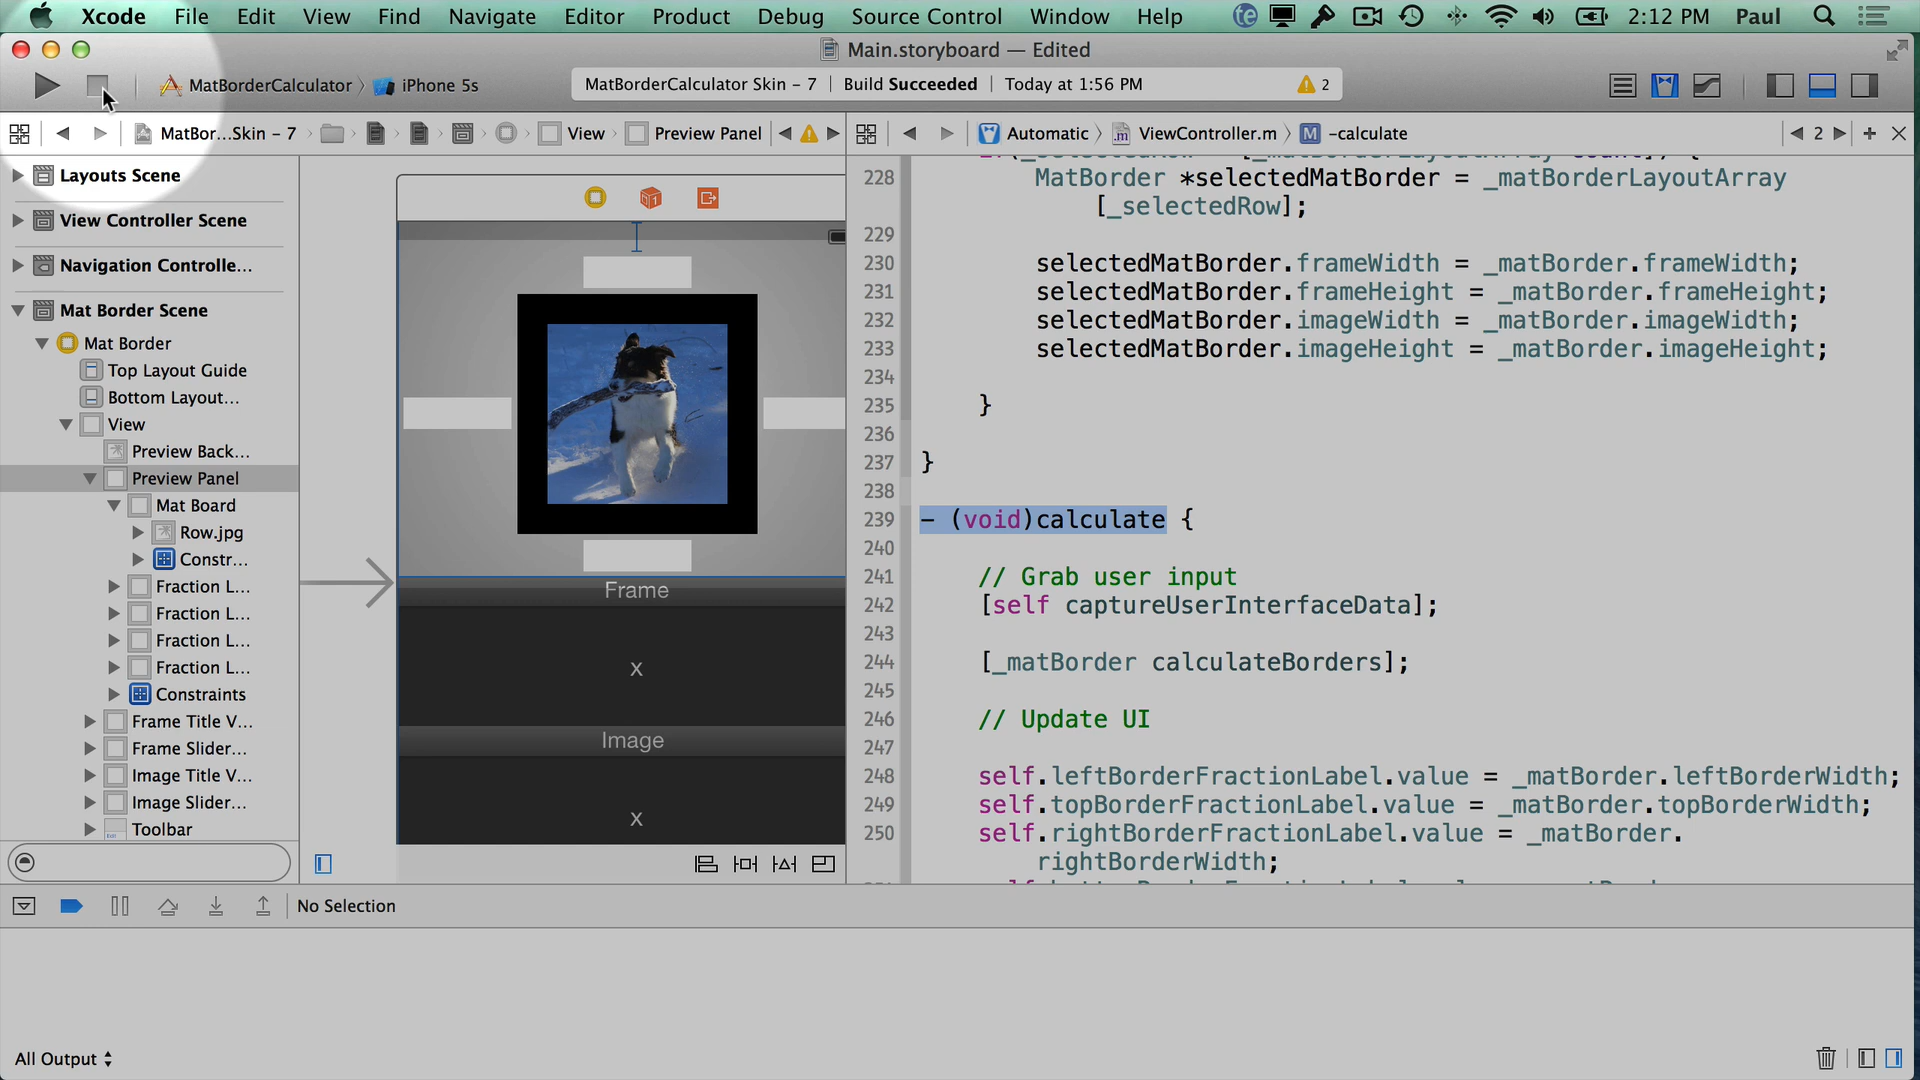 Xcode File Edit View Find Navigate Editor Product Debug Source Control Window Help te 2:12 PM Paul
Main.storyboard — Edited
MatBorderCalculator iPhone 5s MatBorderCalculator Skin – 7 Build Succeeded Today at 1:56 PM 2
MatBor...Skin – 7 View Preview Panel Automatic .m ViewController.m M -calculate 2
Layouts Scene
View Controller Scene
Navigation Controlle...
Mat Border Scene
Mat Border
Top Layout Guide
Bottom Layout...
View
Preview Back...
Preview Panel
Mat Board
Row.jpg
Constr...
Fraction L...
Fraction L...
Fraction L...
Fraction L...
Constraints
Frame Title V...
Frame Slider...
Image Title V...
Image Slider...
Toolbar
Frame
x
Image
x
228 MatBorder *selectedMatBorder = _matBorderLayoutArray
[_selectedRow];
229
230 selectedMatBorder.frameWidth = _matBorder.frameWidth;
231 selectedMatBorder.frameHeight = _matBorder.frameHeight;
232 selectedMatBorder.imageWidth = _matBorder.imageWidth;
233 selectedMatBorder.imageHeight = _matBorder.imageHeight;
234
235 }
236
237 }
238
239 – (void)calculate {
240
241 // Grab user input
242 [self captureUserInterfaceData];
243
244 [_matBorder calculateBorders];
245
246 // Update UI
247
248 self.leftBorderFractionLabel.value = _matBorder.leftBorderWidth;
249 self.topBorderFractionLabel.value = _matBorder.topBorderWidth;
250 self.rightBorderFractionLabel.value = _matBorder.
rightBorderWidth;
No Selection
All Output